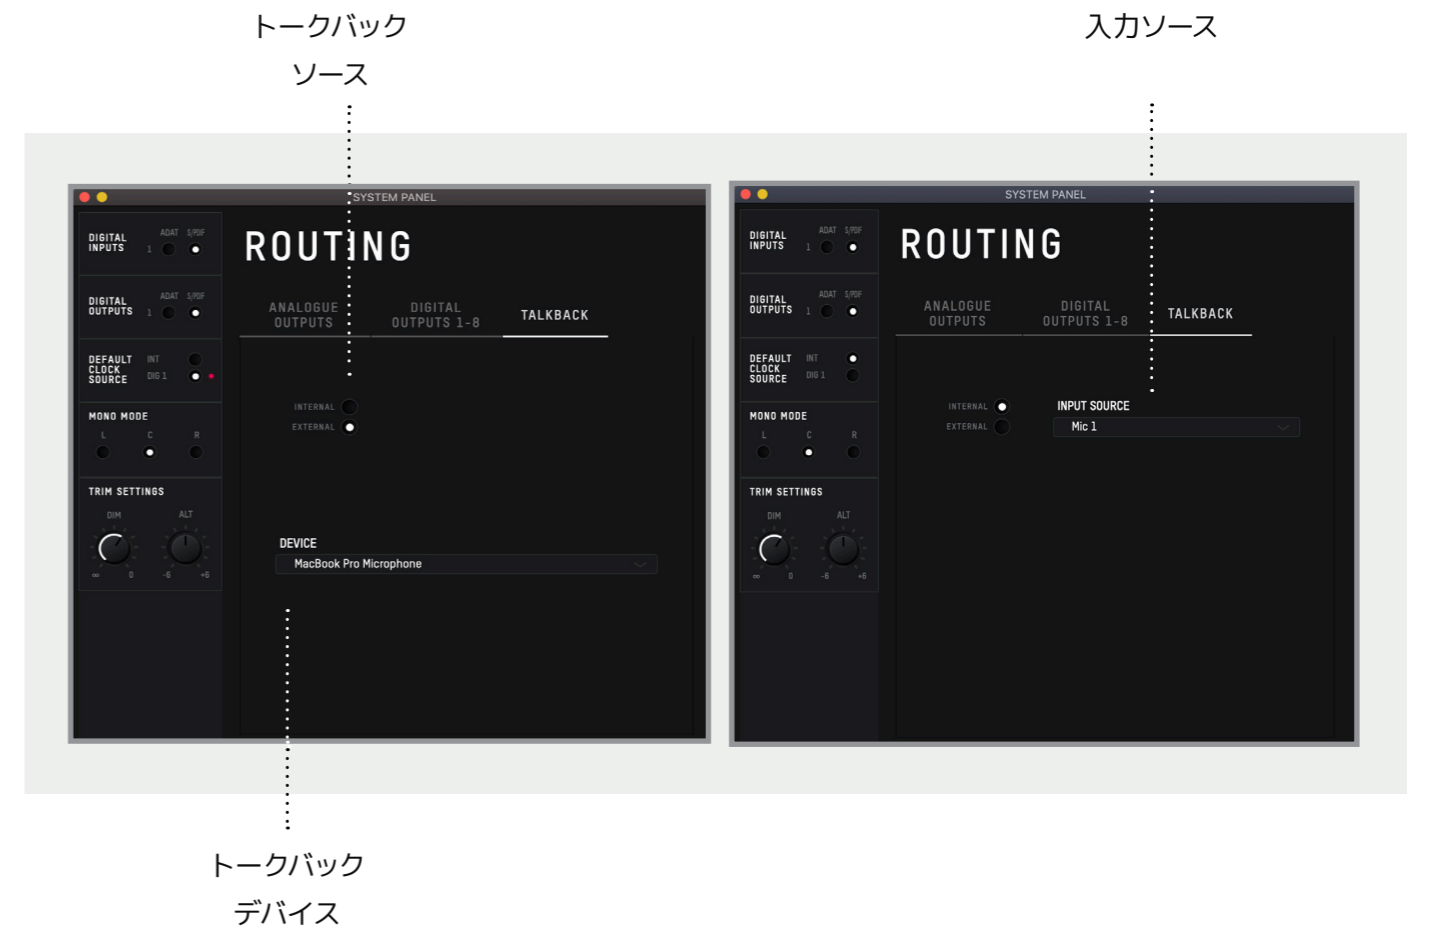 トークバック
ソース
入力ソース
SYSTEM PANEL
DIGITAL
INPUTS
ADAT S/PDIF
1
DIGITAL
OUTPUTS
ADAT S/PDIF
1
DEFAULT
CLOCK
SOURCE
INT
DIG 1
MONO MODE
L C R
TRIM SETTINGS
DIM ALT
∞ 0 -6 +6
ROUTING
ANALOGUE
OUTPUTS
DIGITAL
OUTPUTS 1-8
TALKBACK
INTERNAL
EXTERNAL
DEVICE
MacBook Pro Microphone
SYSTEM PANEL
DIGITAL
INPUTS
ADAT S/PDIF
1
DIGITAL
OUTPUTS
ADAT S/PDIF
1
DEFAULT
CLOCK
SOURCE
INT
DIG 1
MONO MODE
L C R
TRIM SETTINGS
DIM ALT
∞ 0 -6 +6
ROUTING
ANALOGUE
OUTPUTS
DIGITAL
OUTPUTS 1-8
TALKBACK
INTERNAL
EXTERNAL
INPUT SOURCE
Mic 1
トークバック
デバイス